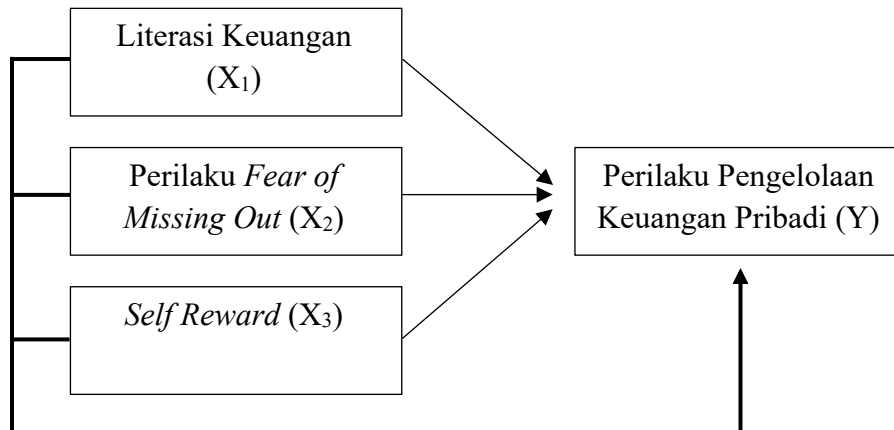 Literasi Keuangan
(X₁)
Perilaku Fear of
Missing Out (X₂)
Self Reward (X₃)
Perilaku Pengelolaan
Keuangan Pribadi (Y)